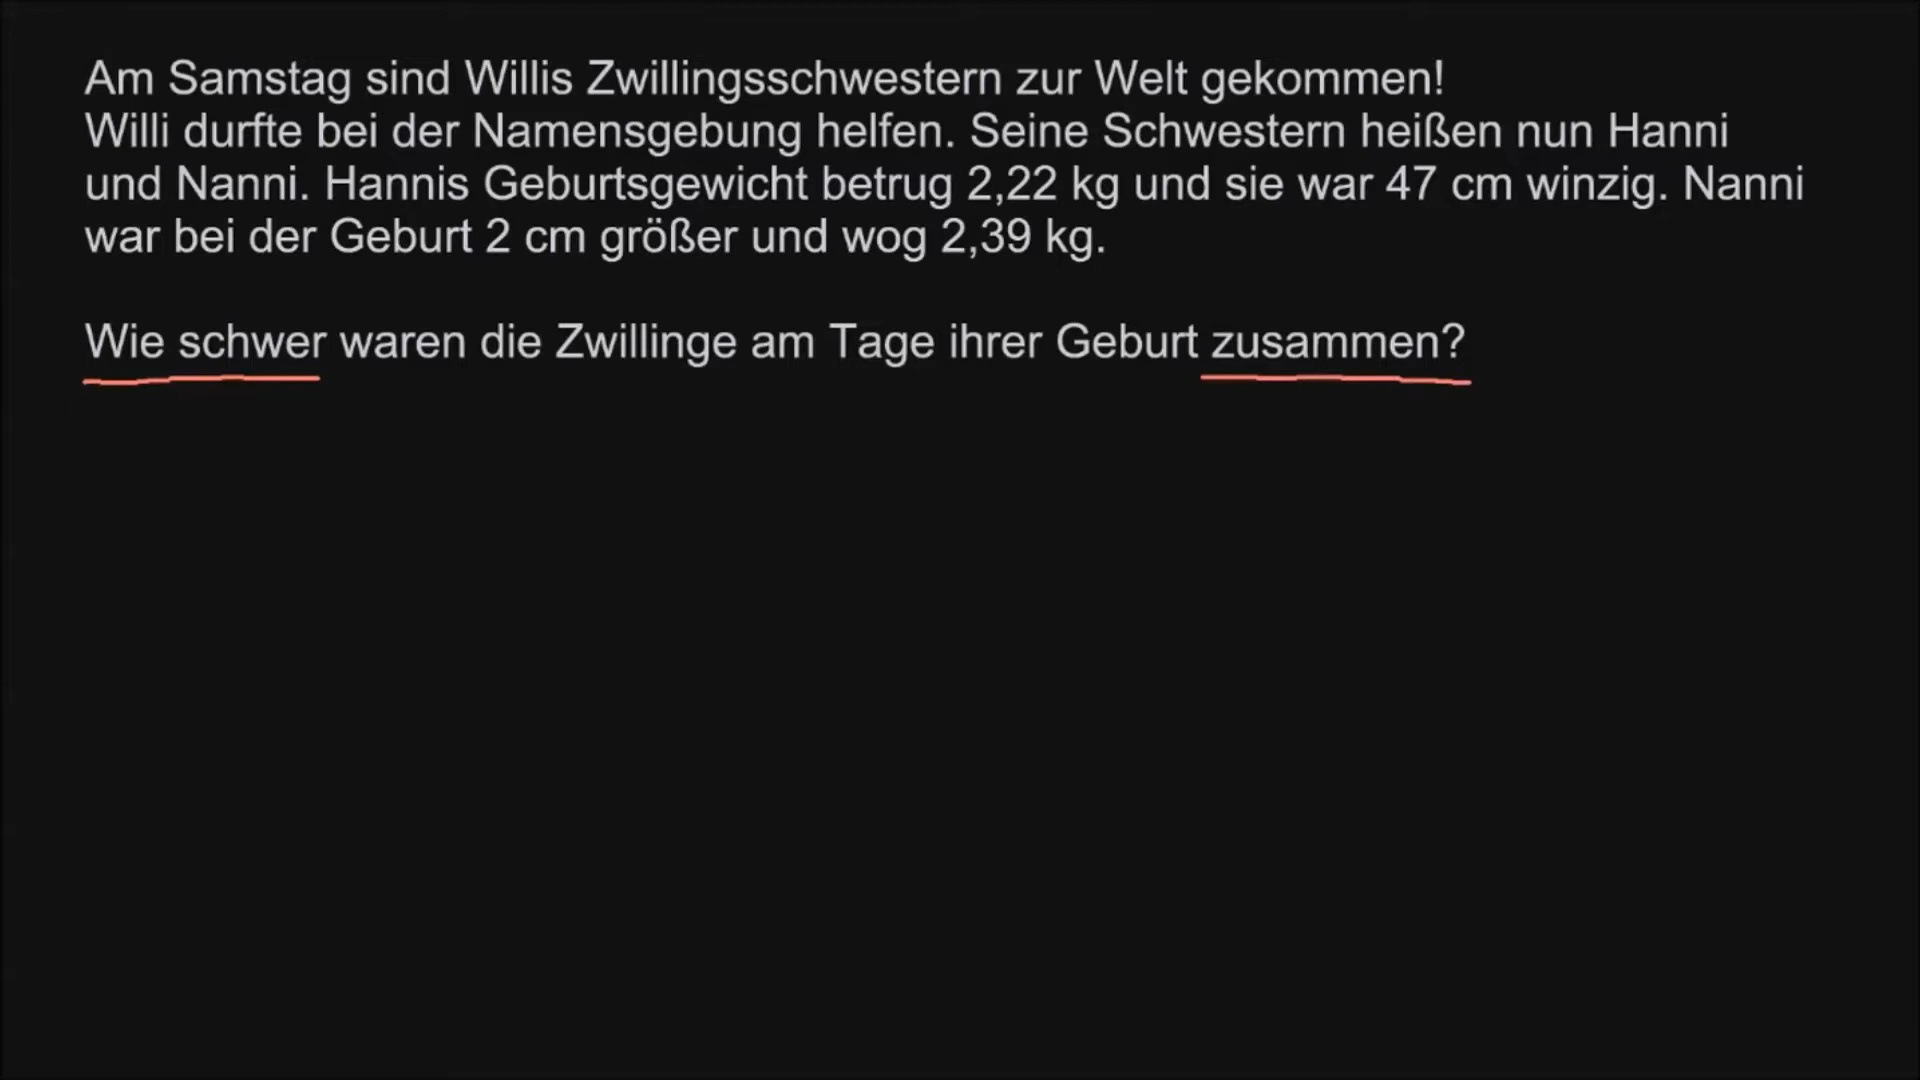 Am Samstag sind Willis Zwillingsschwestern zur Welt gekommen!
Willi durfte bei der Namensgebung helfen. Seine Schwestern heißen nun Hanni
und Nanni. Hannis Geburtsgewicht betrug 2,22 kg und sie war 47 cm winzig. Nanni
war bei der Geburt 2 cm größer und wog 2,39 kg.
Wie schwer waren die Zwillinge am Tage ihrer Geburt zusammen?